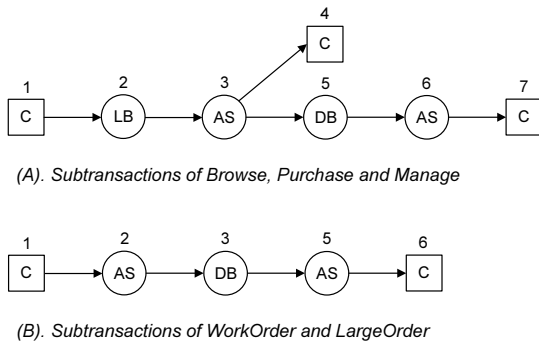 4
C
1 2 3 5 6 7
C LB AS DB AS C
(A). Subtransactions of Browse, Purchase and Manage
1 2 3 5 6
C AS DB AS C
(B). Subtransactions of WorkOrder and LargeOrder